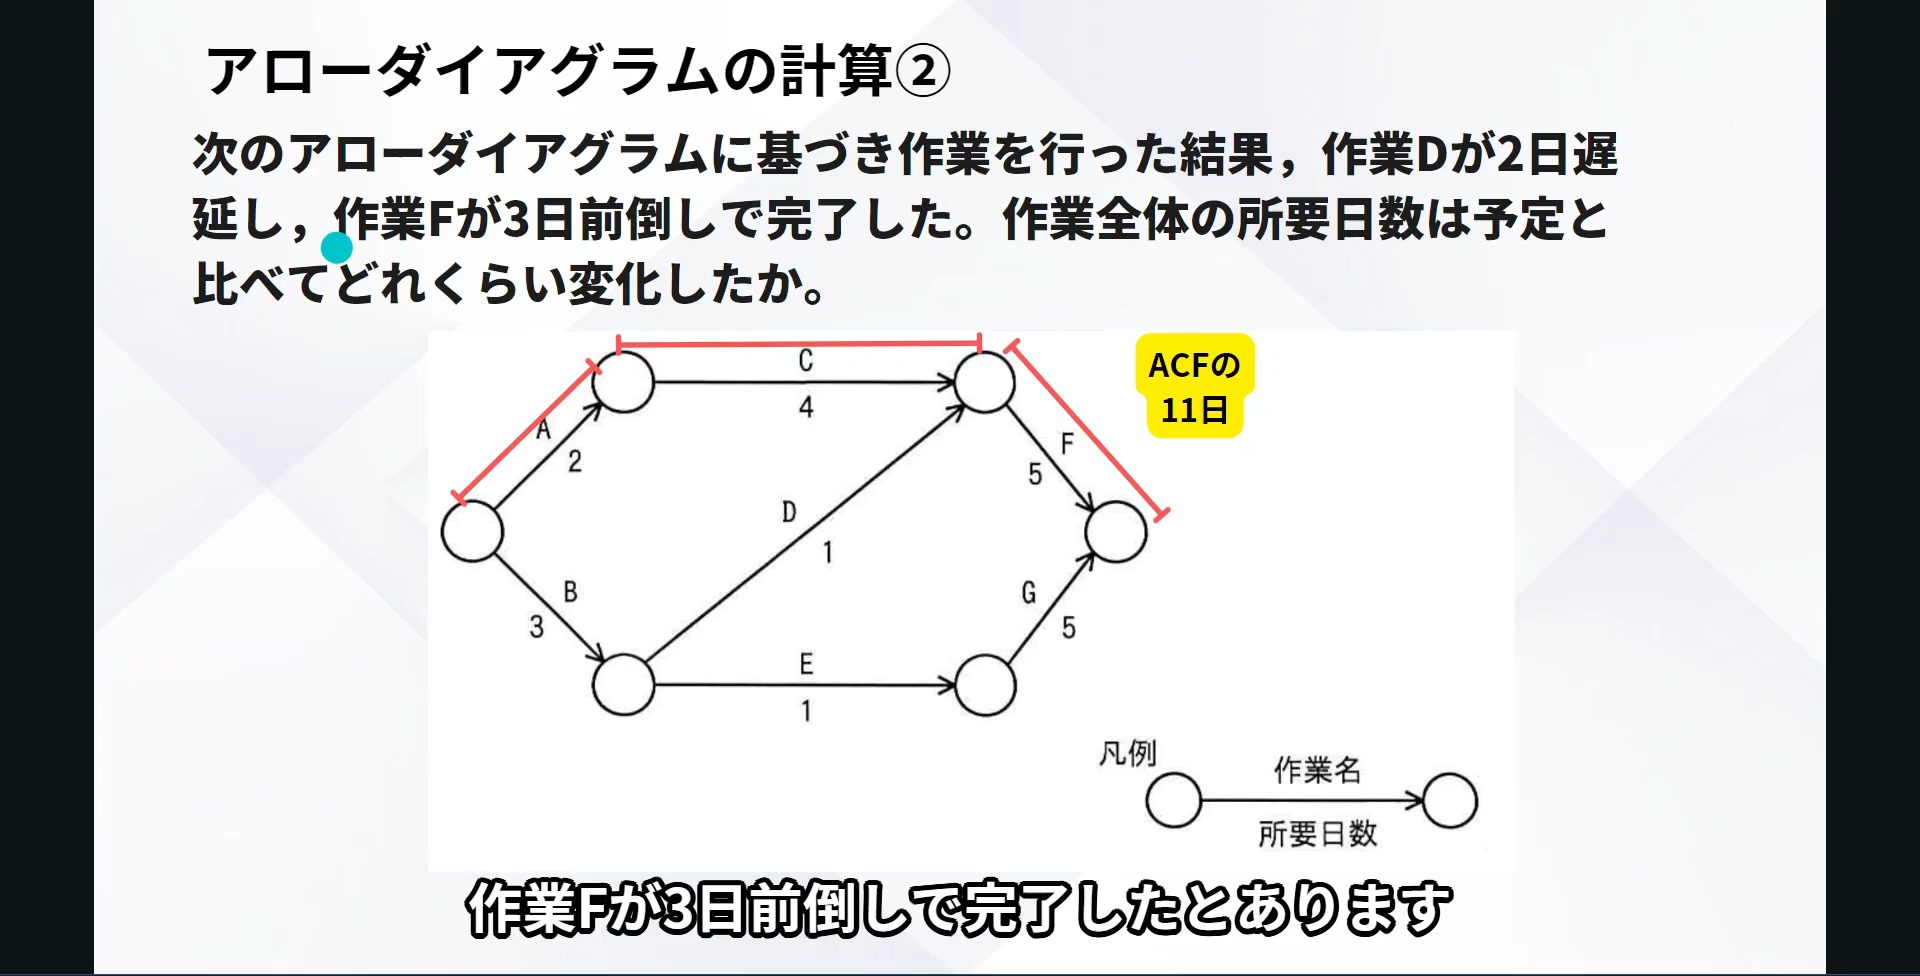 アローダイアグラムの計算②
次のアローダイアグラムに基づき作業を行った結果，作業Dが2日遅
延し，作業Fが3日前倒しで完了した。作業全体の所要日数は予定と
比べてどれくらい変化したか。
ACFの
11日
C
4
A
2
F
5
D
1
B
3
G
5
E
1
凡例
作業名
所要日数
作業Fが3日前倒しで完了したとあります